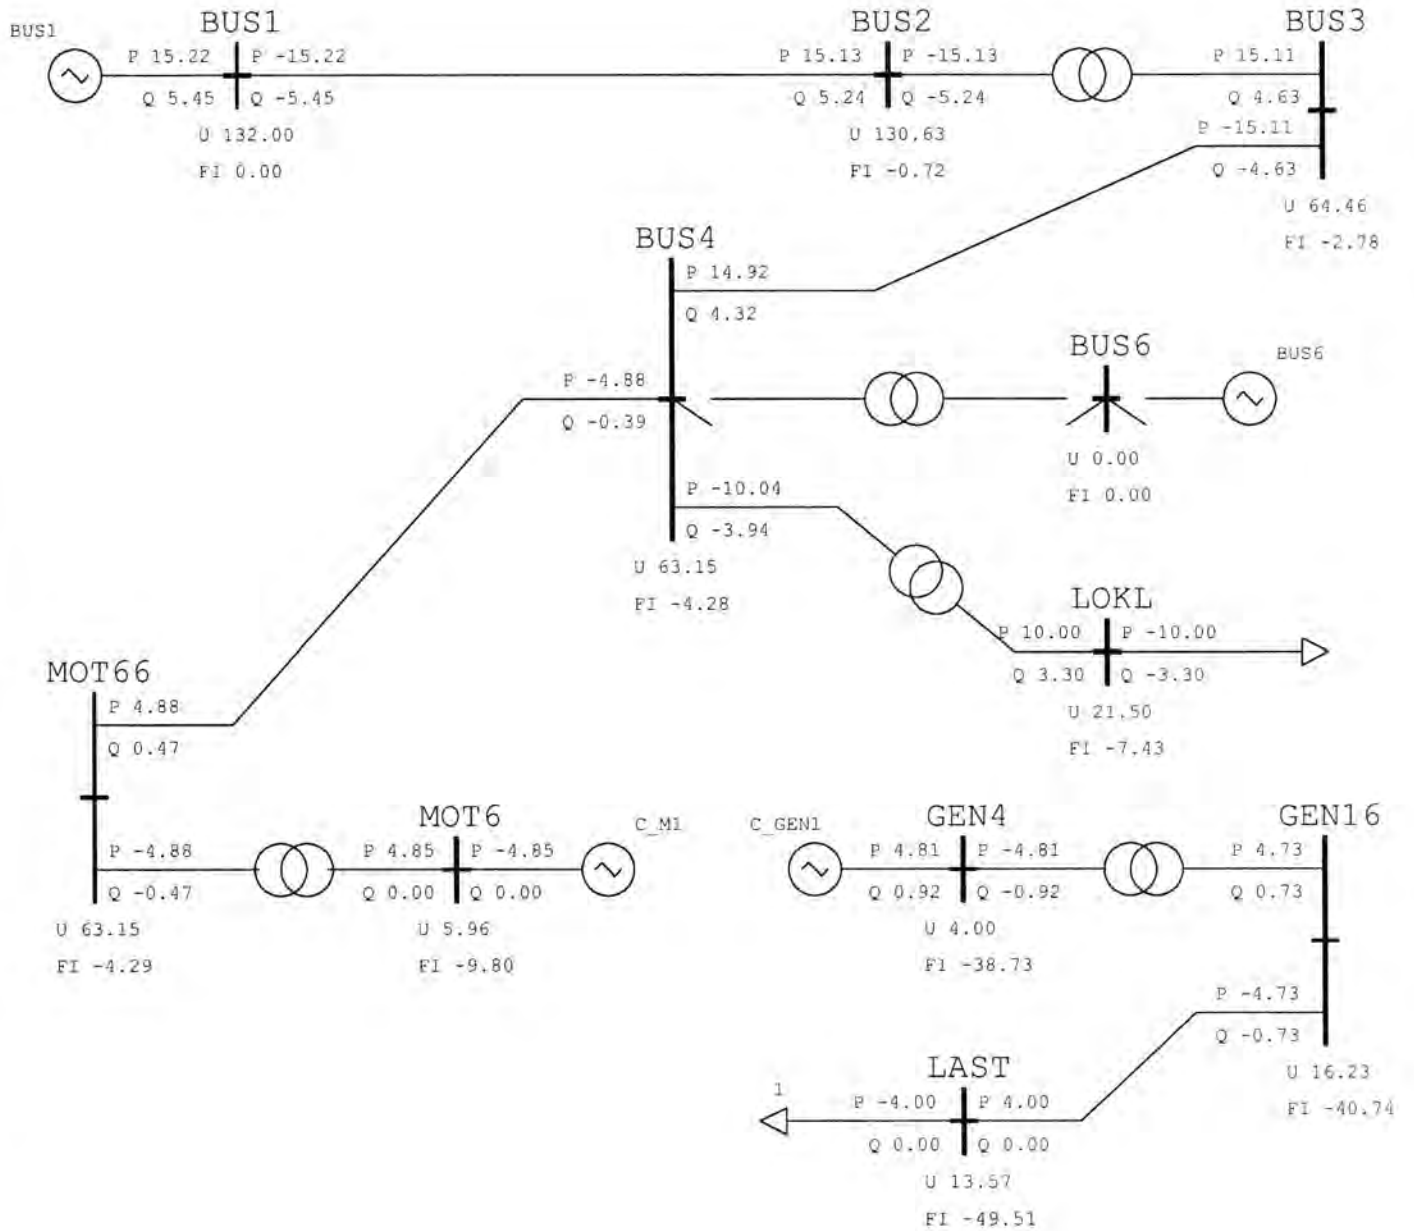 BUS1
BUS1
BUS2
BUS3
P 15.22
P -15.22
P 15.13
P -15.13
P 15.11
Q 5.45
Q -5.45
Q 5.24
Q -5.24
Q 4.63
U 132.00
U 130.63
P -15.11
FI 0.00
FI -0.72
Q -4.63
U 64.46
FI -2.78
BUS4
P 14.92
Q 4.32
BUS6
BUS6
P -4.88
Q -0.39
U 0.00
FI 0.00
P -10.04
Q -3.94
U 63.15
FI -4.28
LOKL
P 10.00
P -10.00
Q 3.30
Q -3.30
U 21.50
FI -7.43
MOT66
P 4.88
Q 0.47
MOT6
C_M1
C_GEN1
GEN4
GEN16
P -4.88
P 4.85
P -4.85
P 4.81
P -4.81
P 4.73
Q -0.47
Q 0.00
Q 0.00
Q 0.92
Q -0.92
Q 0.73
U 63.15
U 5.96
U 4.00
FI -4.29
FI -9.80
FI -38.73
P -4.73
Q -0.73
U 16.23
FI -40.74
LAST
1
P -4.00
P 4.00
Q 0.00
Q 0.00
U 13.57
FI -49.51